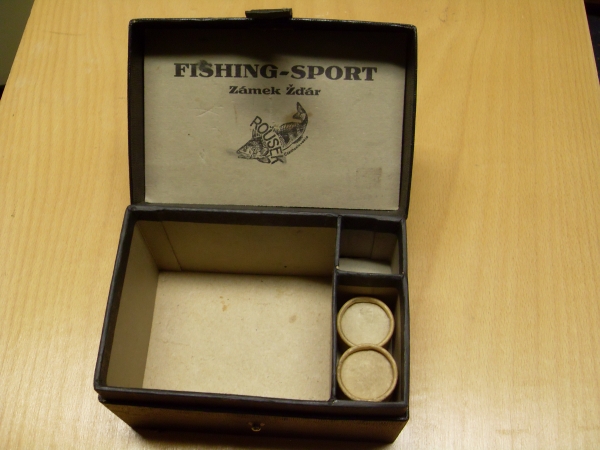 FISHING-SPORT
Zámek Žďár
ROUSEK